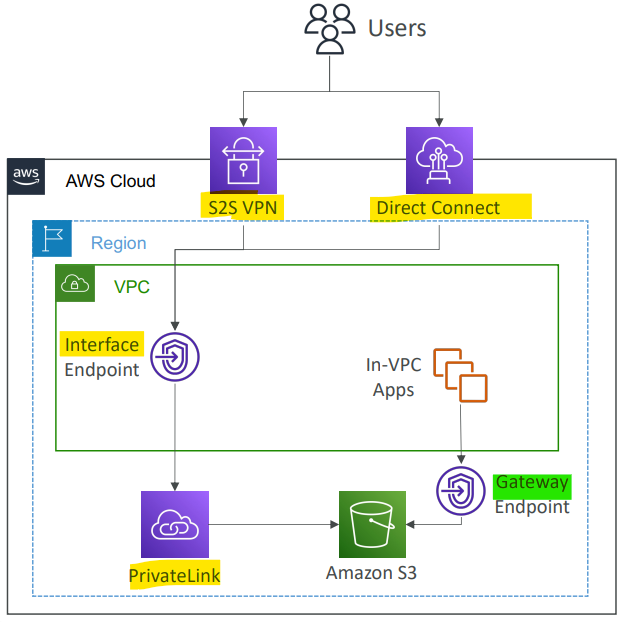 Users
aws
AWS Cloud
S2S VPN
Direct Connect
Region
VPC
Interface
Endpoint
In-VPC
Apps
Gateway
Endpoint
PrivateLink
Amazon S3